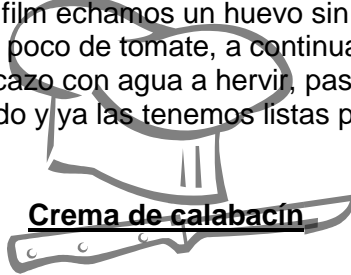 film echamos un huevo sin
poco de tomate, a continua
cazo con agua a hervir, pas
do y ya las tenemos listas p
Crema de calabacín